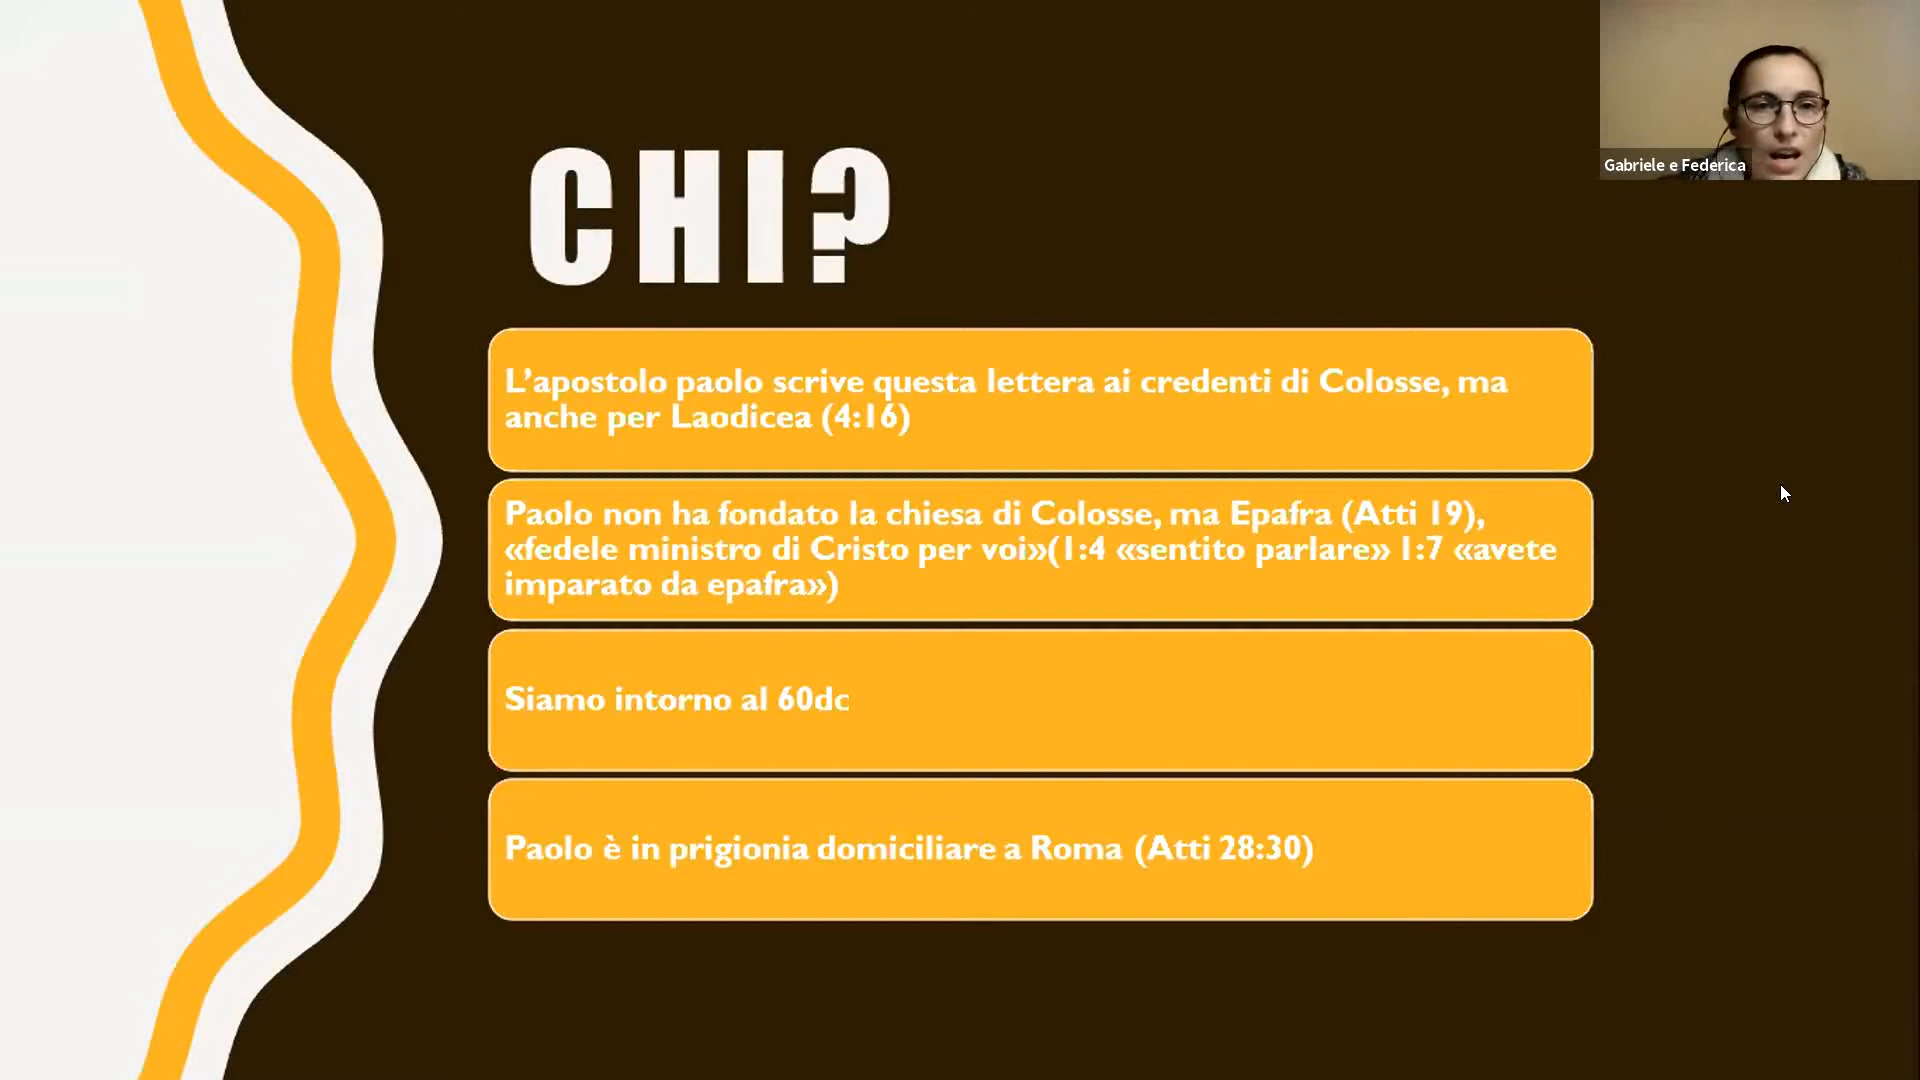 Gabriele e Federica
CHI?
L’apostolo paolo scrive questa lettera ai credenti di Colosse, ma
anche per Laodicea (4:16)
Paolo non ha fondato la chiesa di Colosse, ma Epafra (Atti 19),
«fedele ministro di Cristo per voi»(1:4 «sentito parlare» 1:7 «avete
imparato da epafra»)
Siamo intorno al 60dc
Paolo è in prigionia domiciliare a Roma (Atti 28:30)